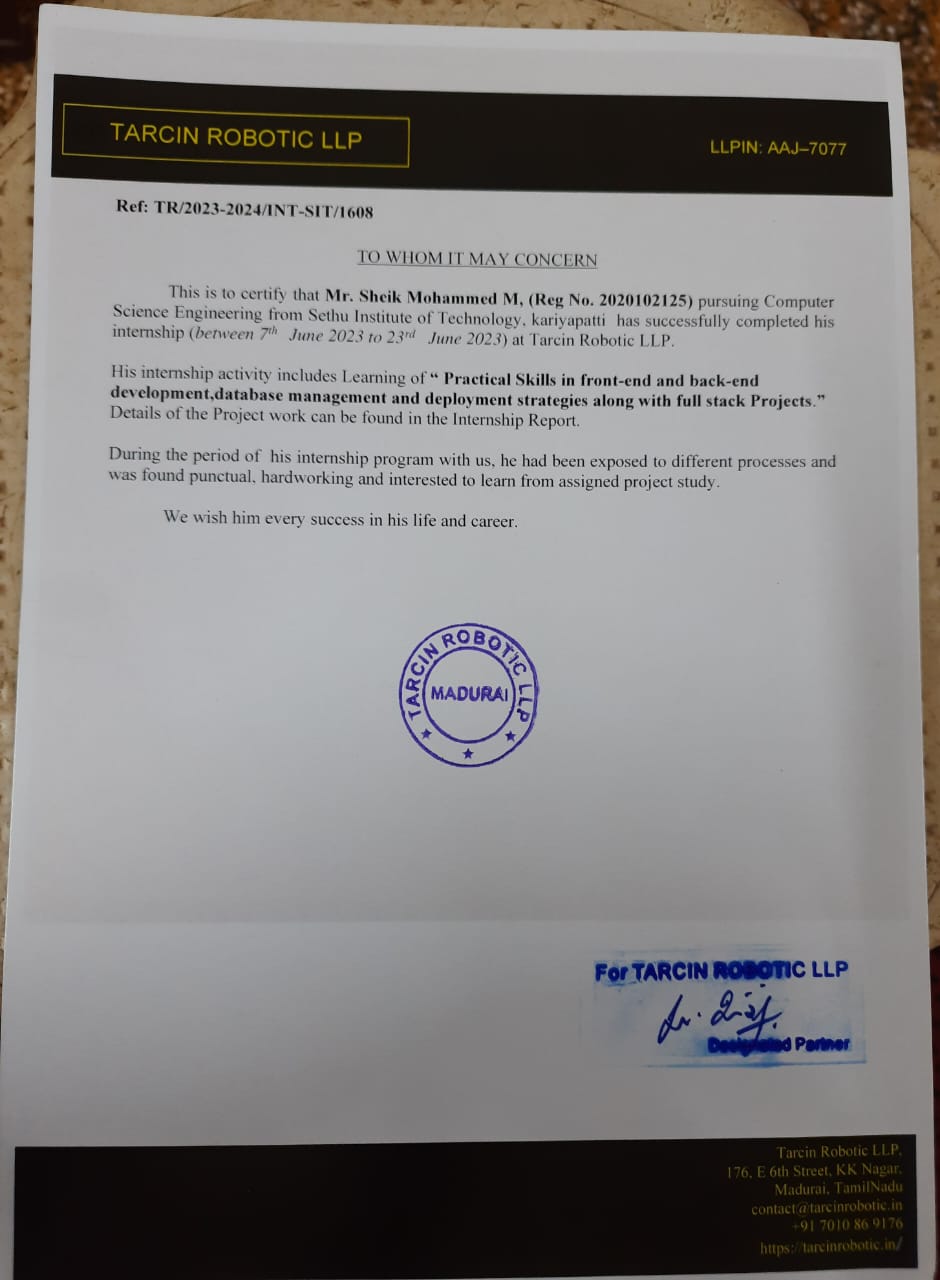 TARCIN ROBOTIC LLP
LLPIN: AAJ–7077
Ref: TR/2023-2024/INT-SIT/1608
TO WHOM IT MAY CONCERN
This is to certify that Mr. Sheik Mohammed M, (Reg No. 2020102125) pursuing Computer
Science Engineering from Sethu Institute of Technology, kariyapatti has successfully completed his
internship (between 7th June 2023 to 23rd June 2023) at Tarcin Robotic LLP.
His internship activity includes Learning of “ Practical Skills in front-end and back-end
development,database management and deployment strategies along with full stack Projects.”
Details of the Project work can be found in the Internship Report.
During the period of his internship program with us, he had been exposed to different processes and
was found punctual, hardworking and interested to learn from assigned project study.
We wish him every success in his life and career.
TARCIN ROBOTIC LLP
MADURAI
For TARCIN ROBOTIC LLP
Designated Partner
Tarcin Robotic LLP,
176, E 6th Street, KK Nagar,
Madurai, TamilNadu
contact@tarcinrobotic.in
+91 7010 86 9176
https://tarcinrobotic.in/